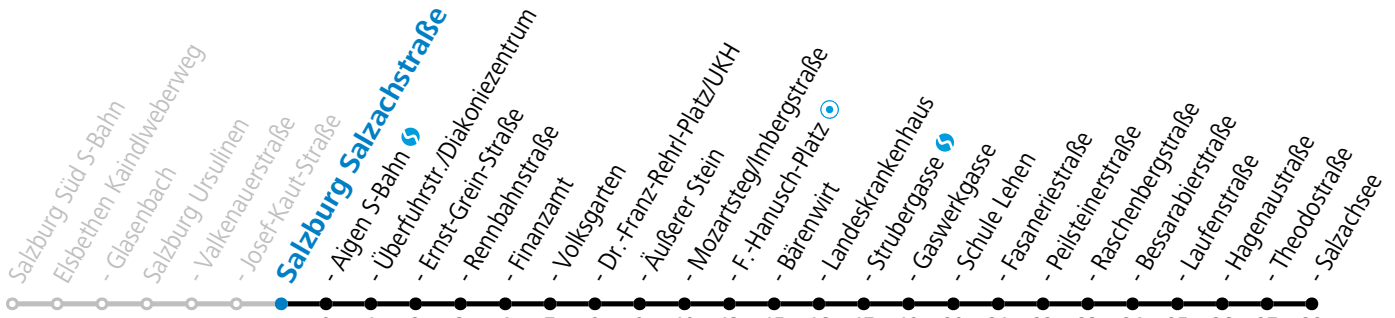 Salzburg Süd S-Bahn
Elsbethen Kaindlweberweg
- Glasenbach
Salzburg Ursulinen
- Valkenauerstraße
- Josef-Kaut-Straße
Salzburg Salzachstraße
- Aigen S-Bahn
- Überfuhrstr./Diakoniezentrum
- Ernst-Grein-Straße
- Rennbahnstraße
- Finanzamt
- Volksgarten
- Dr.-Franz-Rehrl-Platz/UKH
- Äußerer Stein
- Mozartsteg/Imbergstraße
- F.-Hanusch-Platz
- Bärenwirt
- Landeskrankenhaus
- Strubergasse
- Gaswerkgasse
- Schule Lehen
- Fasaneriestraße
- Peilsteinerstraße
- Raschenbergstraße
- Bessarabierstraße
- Laufenstraße
- Hagenaustraße
- Theodostraße
- Salzachsee